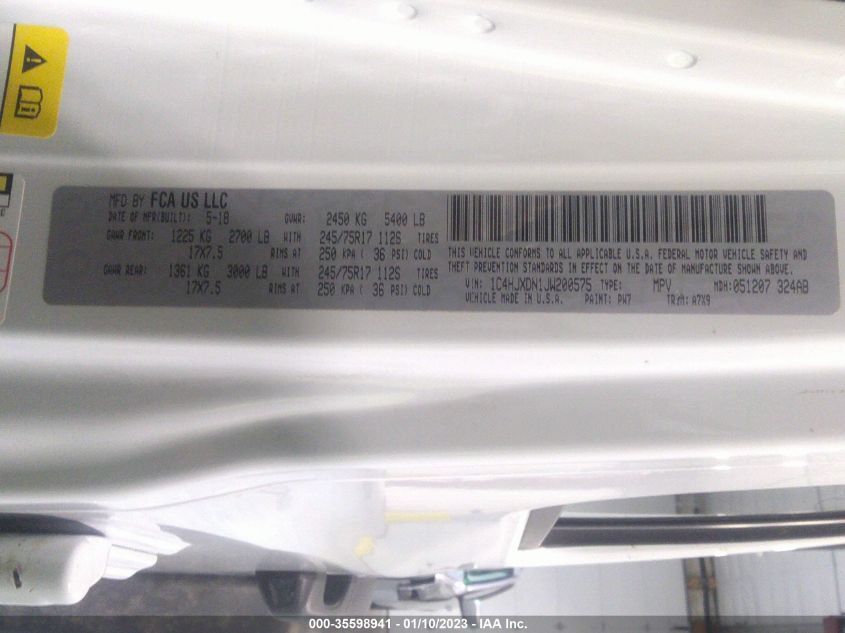 MFD BY FCA US LLC
DATE OF MFR(BUILT): 5-18 GVWR: 2450 KG 5400 LB
GAWR FRONT: 1225 KG 2700 LB WITH 245/75R17 112S TIRES
17X7.5 RIMS AT 250 KPA ( 36 PSI) COLD
GAWR REAR: 1361 KG 3000 LB WITH 245/75R17 112S TIRES
17X7.5 RIMS AT 250 KPA ( 36 PSI) COLD
THIS VEHICLE CONFORMS TO ALL APPLICABLE U.S.A. FEDERAL MOTOR VEHICLE SAFETY AND
THEFT PREVENTION STANDARDS IN EFFECT ON THE DATE OF MANUFACTURE SHOWN ABOVE.
VIN: 1C4HJXDN1JW200575 TYPE: MPV MDH:051207 324AB
VEHICLE MADE IN U.S.A. PAINT: PW7 TRIM: A7X9
000-35598941 - 01/10/2023 - IAA Inc.